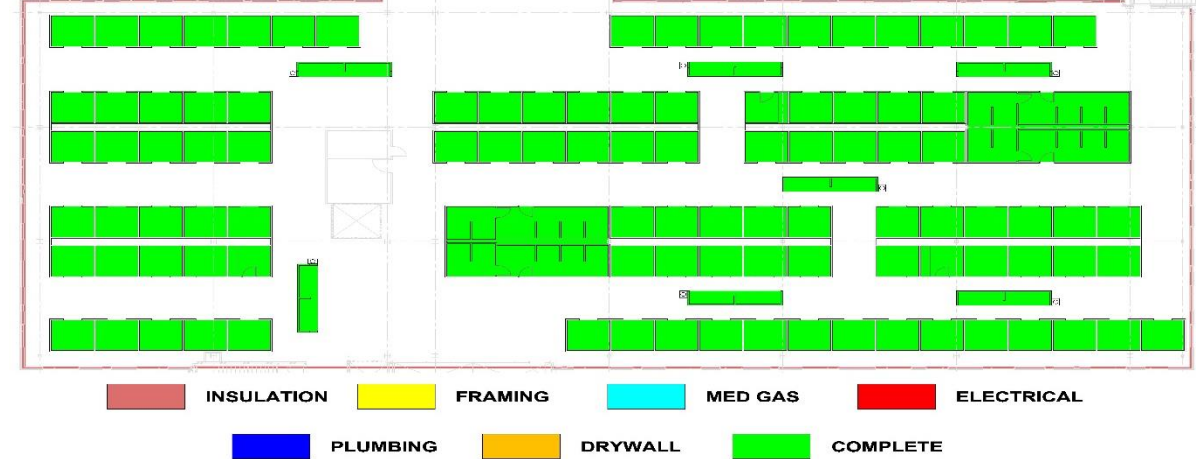 INSULATION FRAMING MED GAS ELECTRICAL
PLUMBING DRYWALL COMPLETE